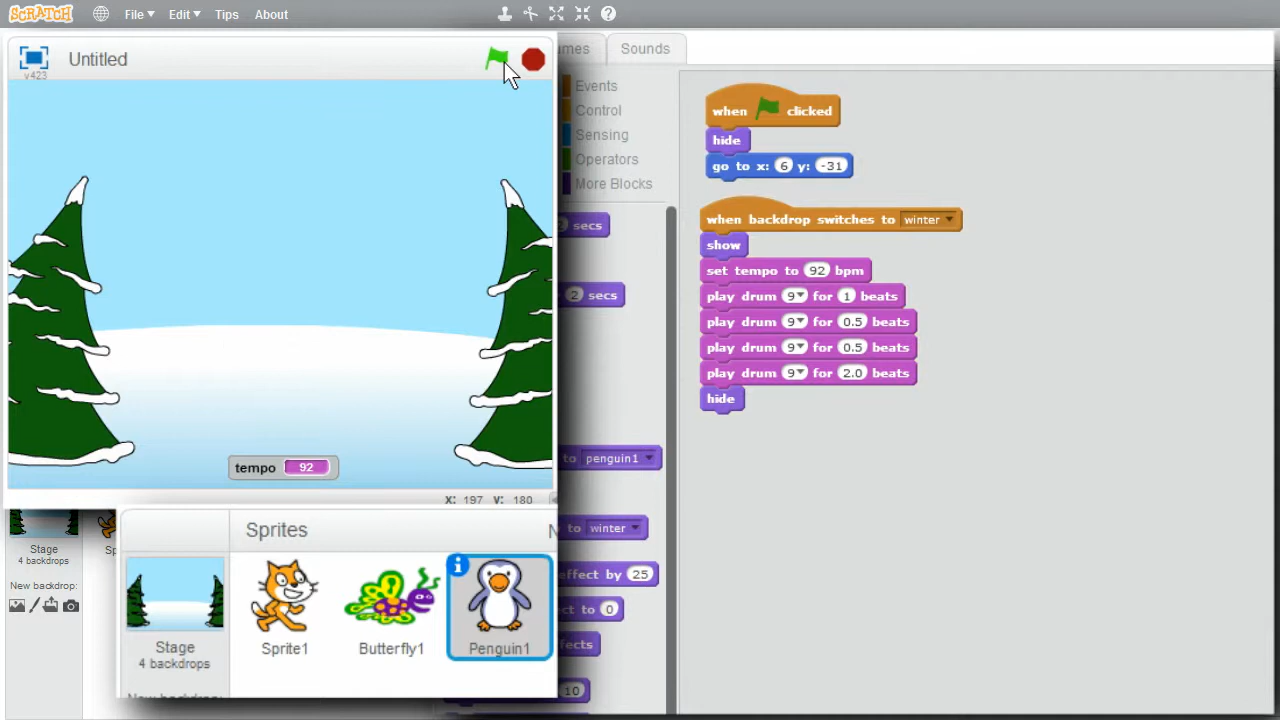 SCRATCH File Edit Tips About
v423
Untitled
Sounds
Events
Control
Sensing
Operators
More Blocks
secs
2 secs
to penguin1
to winter
effect by 25
to 0
10
when clicked
hide
go to x: 6 y: -31
when backdrop switches to winter
show
set tempo to 92 bpm
play drum 9 for 1 beats
play drum 9 for 0.5 beats
play drum 9 for 0.5 beats
play drum 9 for 2.0 beats
hide
tempo 92
X: 197 Y: 180
Stage
4 backdrops
New backdrop:
Sprites
Stage
4 backdrops
Sprite1
Butterfly1
Penguin1